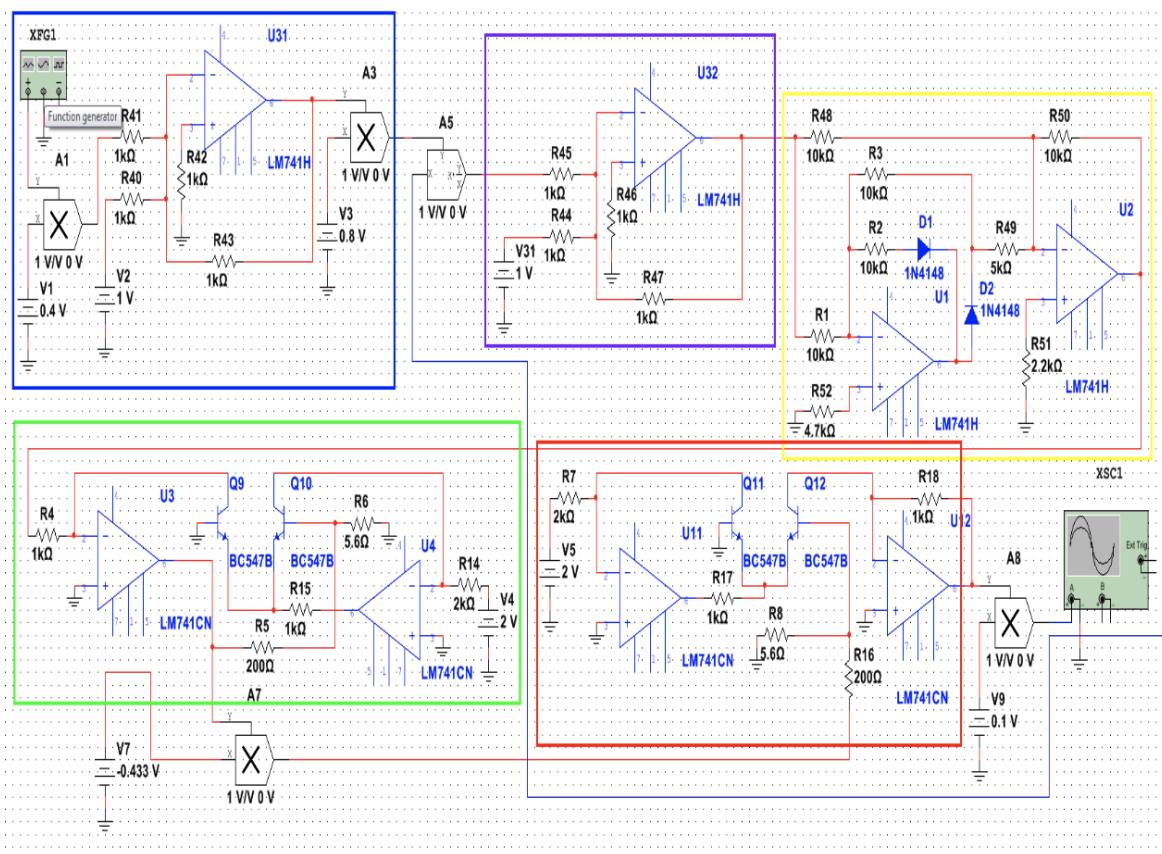 XFG1
Function generator
U31
A3
R41
1kΩ
A1
R40
1kΩ
R42
1kΩ
LM741H
1 V/V 0 V
R43
1kΩ
V3
0.8 V
1 V/V 0 V
V1
0.4 V
V2
1 V
A5
1 V/V 0 V
U32
R45
1kΩ
R44
1kΩ
R46
1kΩ
LM741H
V31
1 V
R47
1kΩ
R48
10kΩ
R50
10kΩ
R3
10kΩ
R2
10kΩ
D1
1N4148
R49
5kΩ
U2
D2
1N4148
U1
R1
10kΩ
R51
2.2kΩ
R52
4.7kΩ
LM741H
LM741H
U3
Q9
Q10
R4
1kΩ
R6
5.6Ω
U4
BC547B
BC547B
R14
2kΩ
V4
2 V
R15
1kΩ
LM741CN
R5
200Ω
LM741CN
A7
V7
-0.433 V
1 V/V 0 V
R7
2kΩ
V5
2 V
Q11
Q12
R18
1kΩ
U11
U12
BC547B
BC547B
R17
1kΩ
R8
5.6Ω
LM741CN
R16
200Ω
LM741CN
A8
1 V/V 0 V
V9
0.1 V
XSC1
Ext Trig
A
B